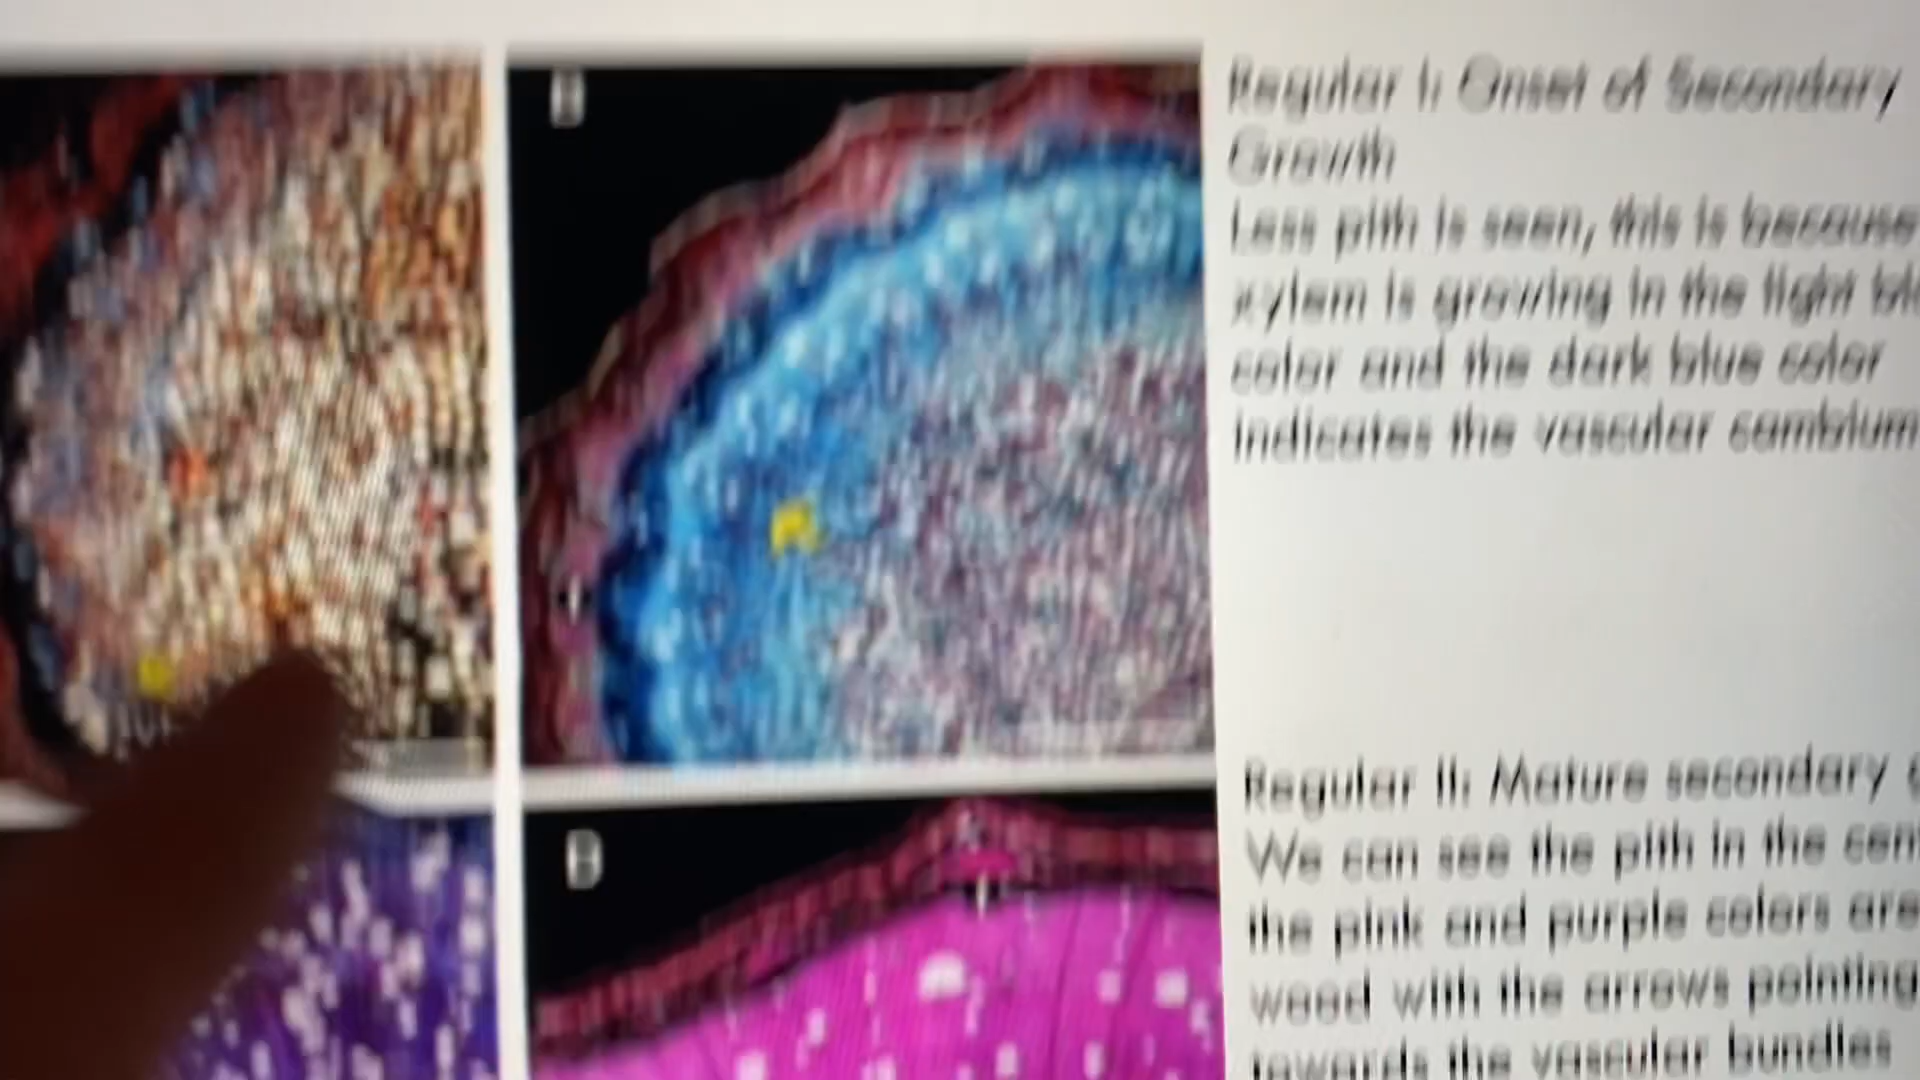 B
Regular I: Onset of Secondary
Growth
Less pith is seen, this is because
xylem is growing in the light
color and the dark blue color
indicates the vascular cambium
D
Regular II: Mature secondary
We can see the pith in the
the pink and purple colors are
wood with the arrows pointing
towards the vascular bundles